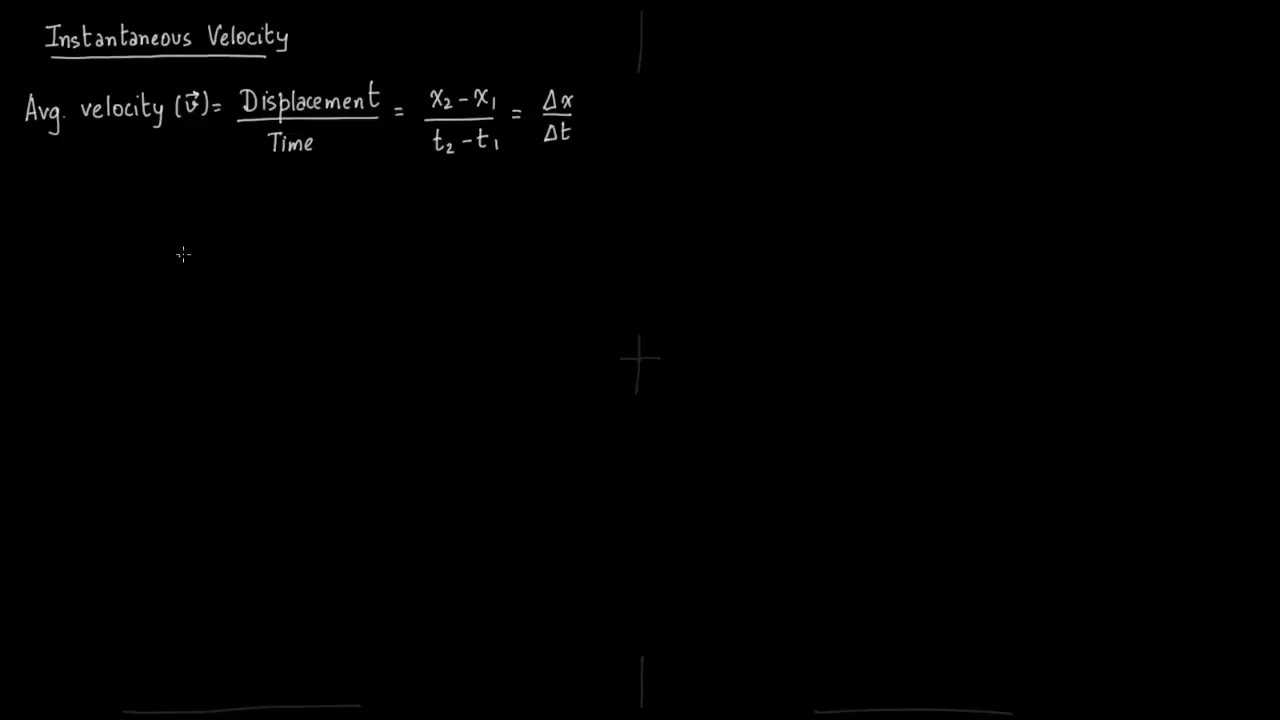 Instantaneous Velocity
Avg. velocity (v⃗) = Displacement / Time = x₂ - x₁ / t₂ - t₁ = Δx / Δt